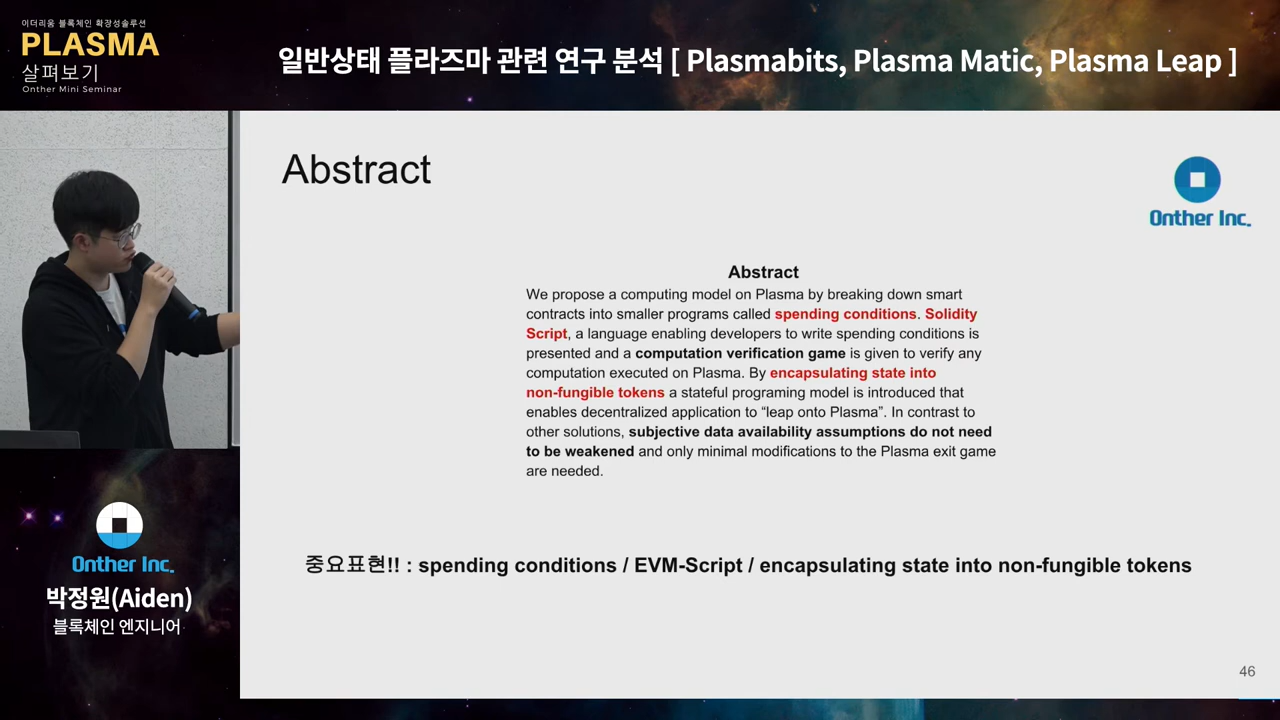 이더리움 블록체인 확장성솔루션
PLASMA
살펴보기
Onther Mini Seminar
일반상태 플라즈마 관련 연구 분석 [ Plasmabits, Plasma Matic, Plasma Leap ]
Abstract
Onther Inc.
Abstract
We propose a computing model on Plasma by breaking down smart
contracts into smaller programs called spending conditions. Solidity
Script, a language enabling developers to write spending conditions is
presented and a computation verification game is given to verify any
computation executed on Plasma. By encapsulating state into
non-fungible tokens a stateful programing model is introduced that
enables decentralized application to “leap onto Plasma”. In contrast to
other solutions, subjective data availability assumptions do not need
to be weakened and only minimal modifications to the Plasma exit game
are needed.
중요표현!! : spending conditions / EVM-Script / encapsulating state into non-fungible tokens
46
Onther Inc.
박정원(Aiden)
블록체인 엔지니어